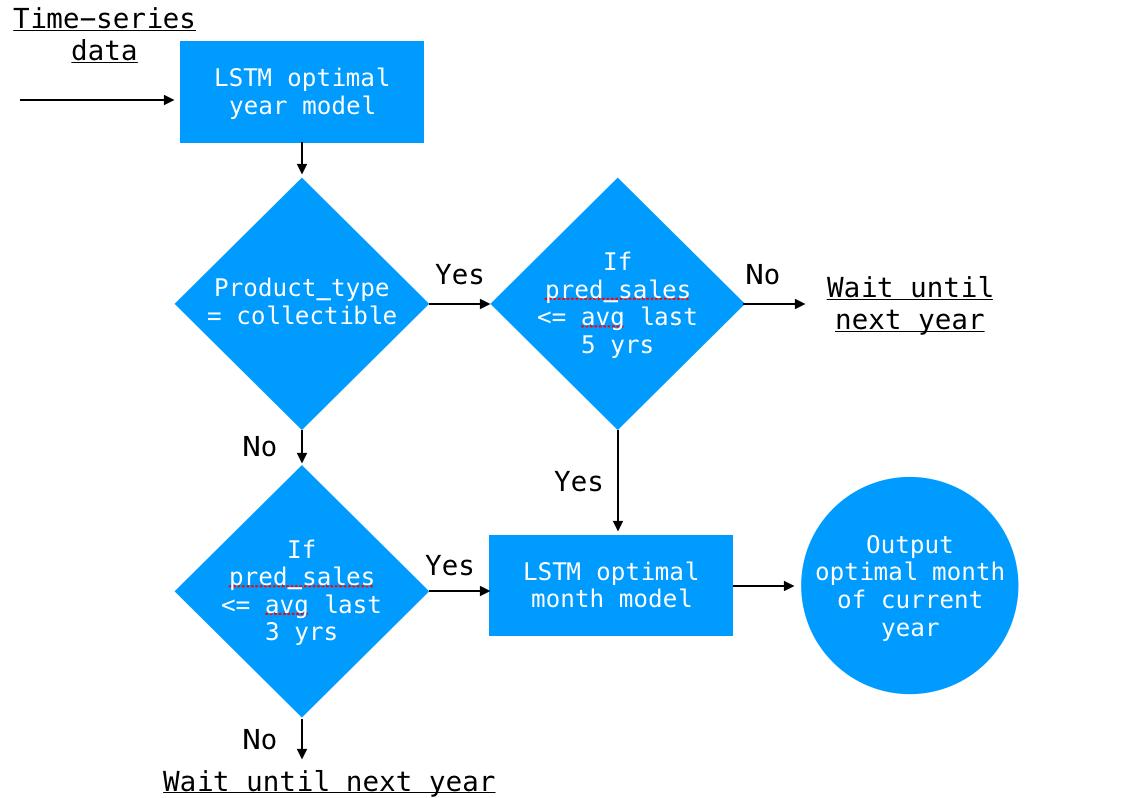 Time-series
data
LSTM optimal
year model
Product_type
= collectible
Yes
If
pred_sales
<= avg last
5 yrs
No
Wait until
next year
No
Yes
If
pred_sales
<= avg last
3 yrs
Yes
LSTM optimal
month model
Output
optimal month
of current
year
No
Wait until next year